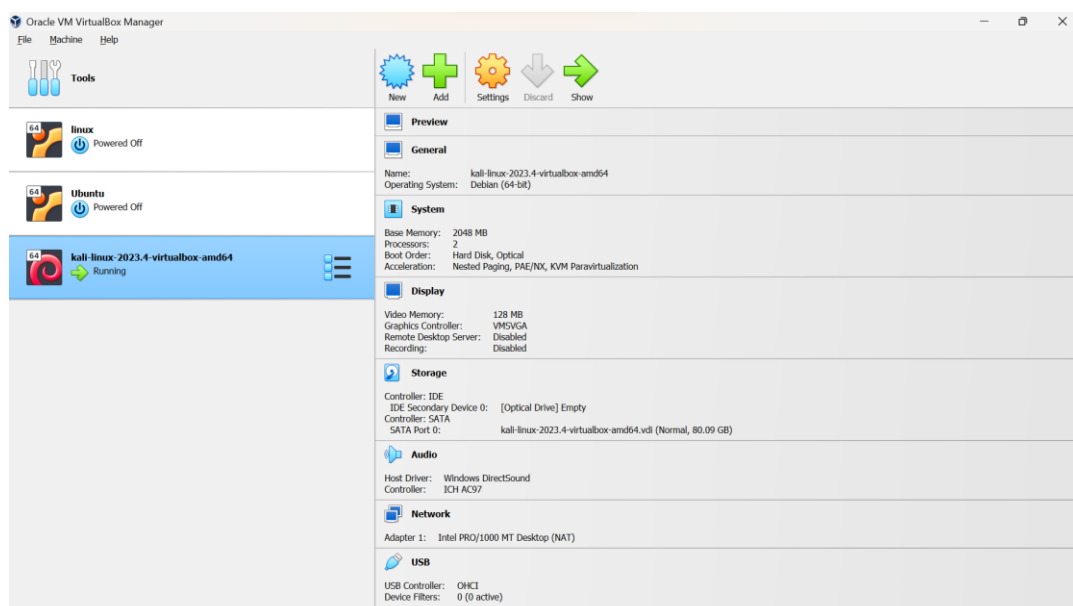 Oracle VM VirtualBox Manager
File Machine Help
Tools
New Add Settings Discard Show
64 linux
Powered Off
64 Ubuntu
Powered Off
64 kali-linux-2023.4-virtualbox-amd64
Running
Preview
General
Name: kali-linux-2023.4-virtualbox-amd64
Operating System: Debian (64-bit)
System
Base Memory: 2048 MB
Processors: 2
Boot Order: Hard Disk, Optical
Acceleration: Nested Paging, PAE/NX, KVM Paravirtualization
Display
Video Memory: 128 MB
Graphics Controller: VMSVGA
Remote Desktop Server: Disabled
Recording: Disabled
Storage
Controller: IDE
IDE Secondary Device 0: [Optical Drive] Empty
Controller: SATA
SATA Port 0: kali-linux-2023.4-virtualbox-amd64.vdi (Normal, 80.09 GB)
Audio
Host Driver: Windows DirectSound
Controller: ICH AC97
Network
Adapter 1: Intel PRO/1000 MT Desktop (NAT)
USB
USB Controller: OHCI
Device Filters: 0 (0 active)